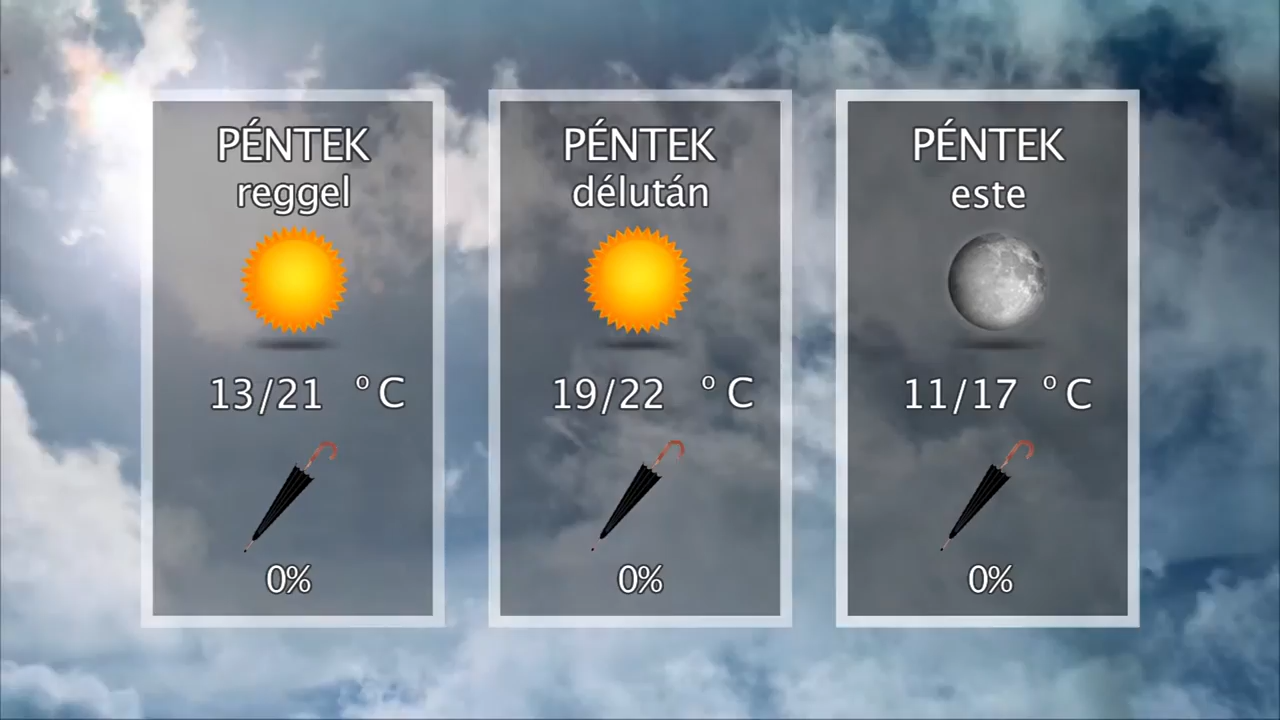 PÉNTEK
reggel
13/21 °C
0%
PÉNTEK
délután
19/22 °C
0%
PÉNTEK
este
11/17 °C
0%